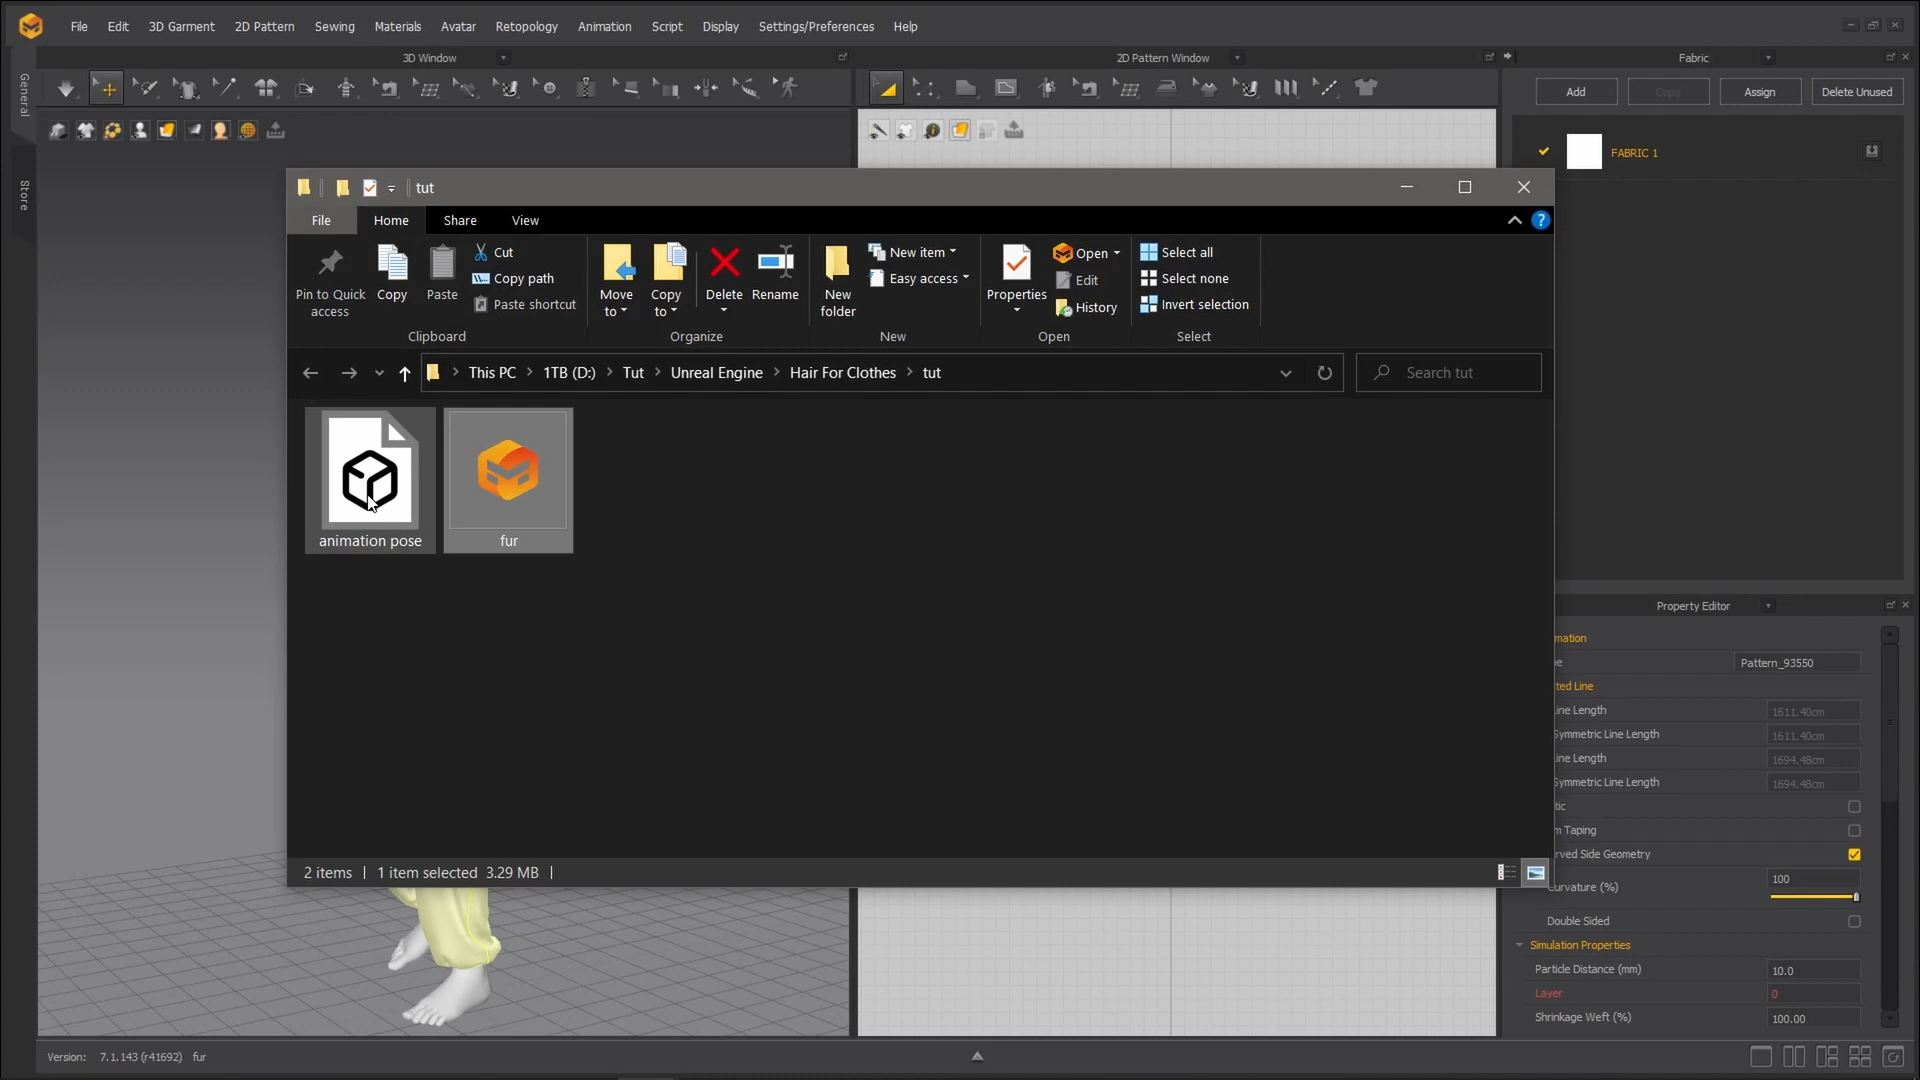 File Edit 3D Garment 2D Pattern Sewing Materials Avatar Retopology Animation Script Display Settings/Preferences Help
3D Window
2D Pattern Window
Fabric
General
Store
Add Copy Assign Delete Unused
FABRIC 1
tut
File Home Share View
Pin to Quick access
Copy
Paste
Cut
Copy path
Paste shortcut
Move to
Copy to
Delete
Rename
New folder
New item
Easy access
Properties
Open
Edit
History
Select all
Select none
Invert selection
Clipboard Organize New Open Select
This PC 1TB (D:) Tut Unreal Engine Hair For Clothes tut
Search tut
animation pose
fur
2 items 1 item selected 3.29 MB
Property Editor
mation
e Pattern_93550
ted Line
ine Length 1611.40cm
Symmetric Line Length 1611.40cm
ine Length 1694.48cm
Symmetric Line Length 1694.48cm
tic
m Taping
rved Side Geometry
urvature (%) 100
Double Sided
Simulation Properties
Particle Distance (mm) 10.0
Layer 0
Shrinkage Weft (%) 100.00
Version: 7.1.143 (r41692) fur